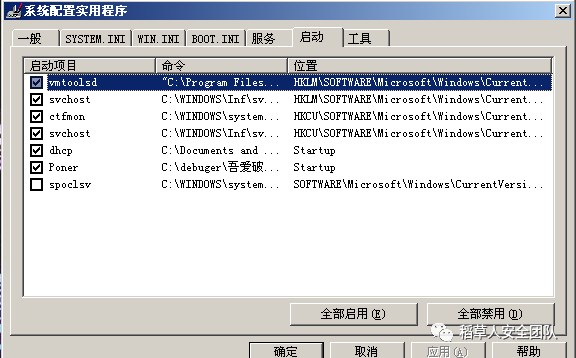 系统配置实用程序
一般 SYSTEM.INI WIN.INI BOOT.INI 服务 启动 工具
启动项目 命令 位置
vmtoolsd "C:\Program Files... HKLM\SOFTWARE\Microsoft\Windows\Current...
svchost C:\WINDOWS\Inf\sv... HKLM\SOFTWARE\Microsoft\Windows\Current...
ctfmon C:\WINDOWS\system... HKCU\SOFTWARE\Microsoft\Windows\Current...
svchost C:\WINDOWS\Inf\sv... HKCU\SOFTWARE\Microsoft\Windows\Current...
dhcp C:\Documents and ... Startup
Poner C:\debuger\吾爱破... Startup
spoclsv C:\WINDOWS\system... SOFTWARE\Microsoft\Windows\CurrentVersi...
全部启用(E) 全部禁用(D)
稻草人安全团队
确定 取消 应用(A) 帮助